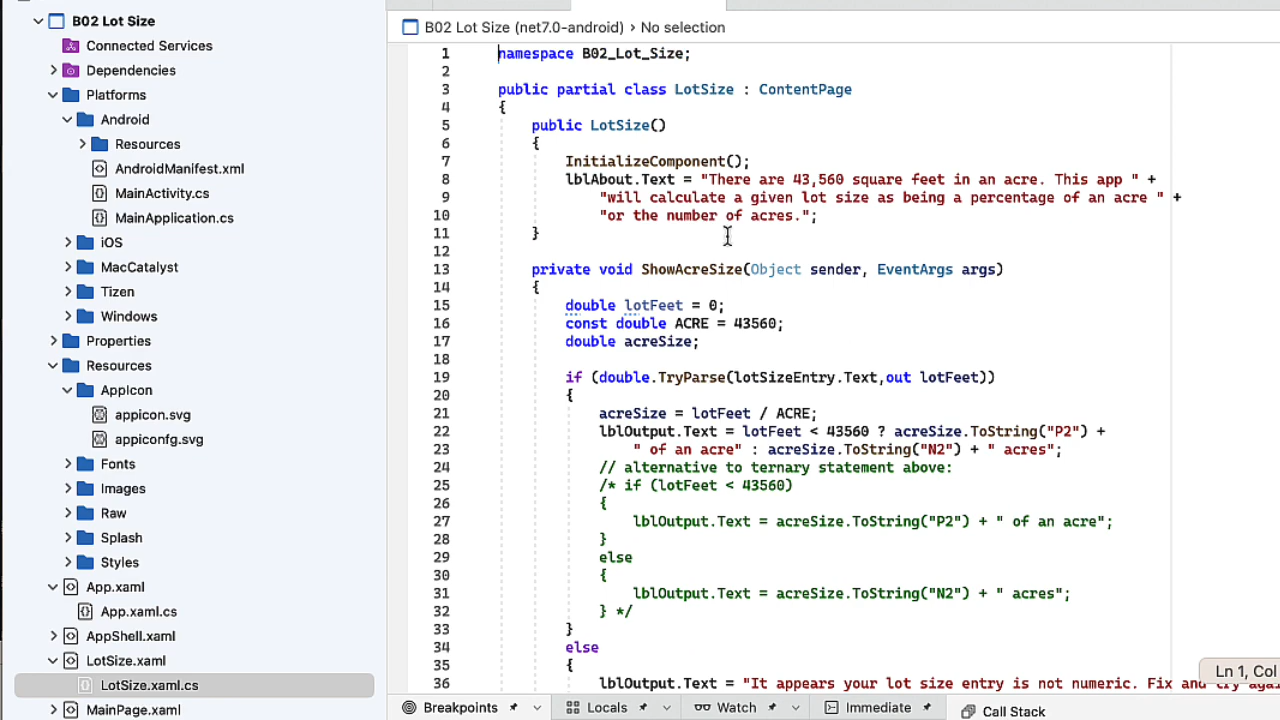 B02 Lot Size
Connected Services
Dependencies
Platforms
Android
Resources
AndroidManifest.xml
MainActivity.cs
MainApplication.cs
iOS
MacCatalyst
Tizen
Windows
Properties
Resources
AppIcon
appicon.svg
appiconfg.svg
Fonts
Images
Raw
Splash
Styles
App.xaml
App.xaml.cs
AppShell.xaml
LotSize.xaml
LotSize.xaml.cs
MainPage.xaml
B02 Lot Size (net7.0-android) › No selection
1 namespace B02_Lot_Size;
2
3 public partial class LotSize : ContentPage
4 {
5 public LotSize()
6 {
7 InitializeComponent();
8 lblAbout.Text = "There are 43,560 square feet in an acre. This app " +
9 "will calculate a given lot size as being a percentage of an acre " +
10 "or the number of acres.";
11 }
12
13 private void ShowAcreSize(Object sender, EventArgs args)
14 {
15 double lotFeet = 0;
16 const double ACRE = 43560;
17 double acreSize;
18
19 if (double.TryParse(lotSizeEntry.Text,out lotFeet))
20 {
21 acreSize = lotFeet / ACRE;
22 lblOutput.Text = lotFeet < 43560 ? acreSize.ToString("P2") +
23 " of an acre" : acreSize.ToString("N2") + " acres";
24 // alternative to ternary statement above:
25 /* if (lotFeet < 43560)
26 {
27 lblOutput.Text = acreSize.ToString("P2") + " of an acre";
28 }
29 else
30 {
31 lblOutput.Text = acreSize.ToString("N2") + " acres";
32 } */
33 }
34 else
35 {
36 lblOutput.Text = "It appears your lot size entry is not numeric. Fix and try agai
Ln 1, Col
Breakpoints
Locals
Watch
Immediate
Call Stack